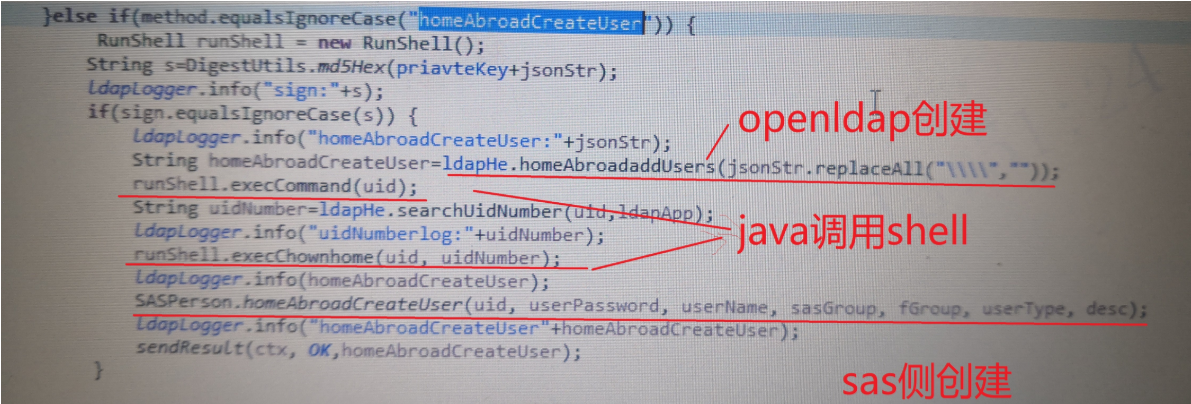 }else if(method.equalsIgnoreCase("homeAbroadCreateUser")) {
RunShell runShell = new RunShell();
String s=DigestUtils.md5Hex(priavteKey+jsonStr);
ldapLogger.info("sign:"+s);
if(sign.equalsIgnoreCase(s)) {
ldapLogger.info("homeAbroadCreateUser:"+jsonStr);
openldap创建
String homeAbroadCreateUser=ldapHe.homeAbroadaddUsers(jsonStr.replaceAll("\\\\",""));
runShell.execCommand(uid);
String uidNumber=ldapHe.searchUidNumber(uid,ldapApp);
ldapLogger.info("uidNumberlog:"+uidNumber);
java调用shell
runShell.execChownhome(uid, uidNumber);
ldapLogger.info(homeAbroadCreateUser);
SASPerson.homeAbroadCreateUser(uid, userPassword, userName, sasGroup, fGroup, userType, desc);
ldapLogger.info("homeAbroadCreateUser"+homeAbroadCreateUser);
sendResult(ctx, OK,homeAbroadCreateUser);
}
sas侧创建